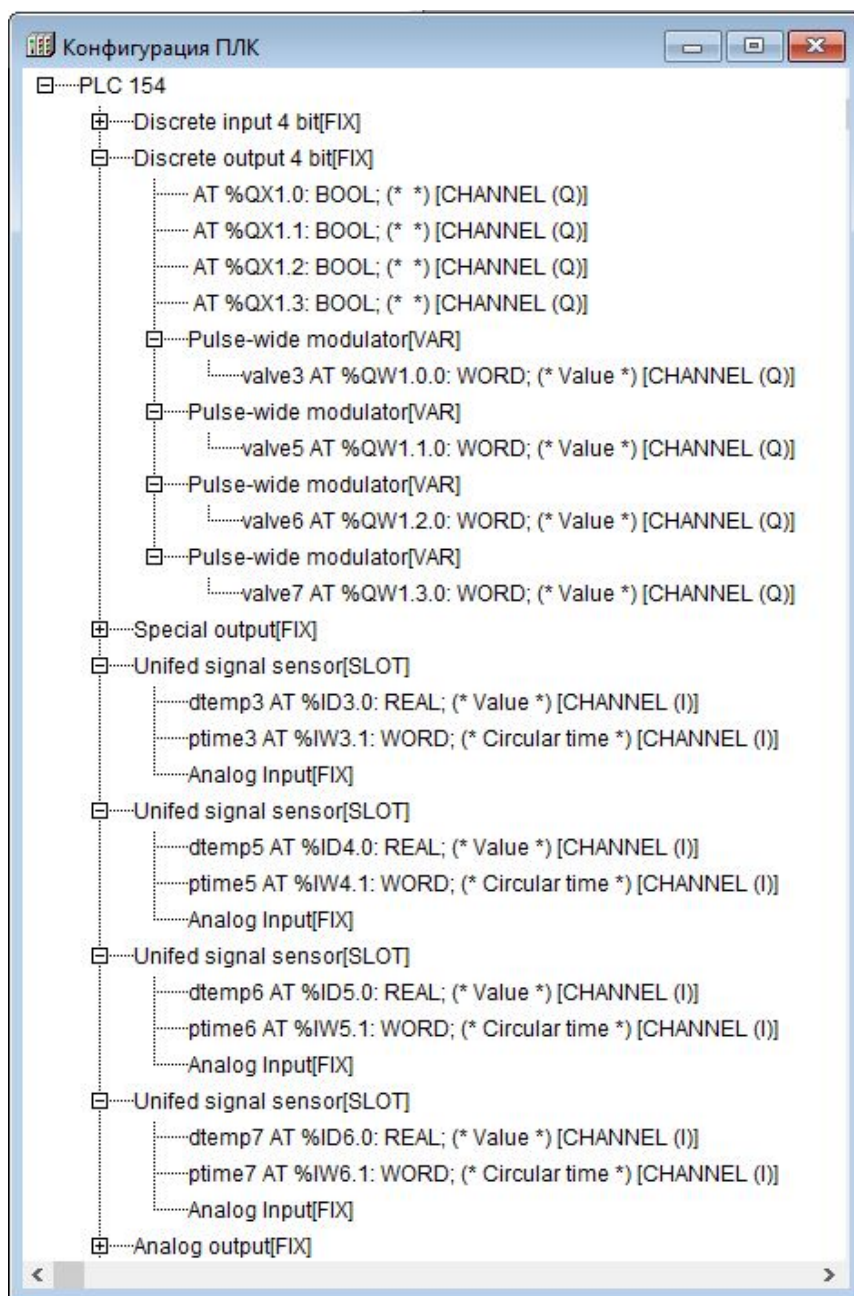 Конфигурация ПЛК
PLC 154
Discrete input 4 bit[FIX]
Discrete output 4 bit[FIX]
AT %QX1.0: BOOL; (* *) [CHANNEL (Q)]
AT %QX1.1: BOOL; (* *) [CHANNEL (Q)]
AT %QX1.2: BOOL; (* *) [CHANNEL (Q)]
AT %QX1.3: BOOL; (* *) [CHANNEL (Q)]
Pulse-wide modulator[VAR]
valve3 AT %QW1.0.0: WORD; (* Value *) [CHANNEL (Q)]
Pulse-wide modulator[VAR]
valve5 AT %QW1.1.0: WORD; (* Value *) [CHANNEL (Q)]
Pulse-wide modulator[VAR]
valve6 AT %QW1.2.0: WORD; (* Value *) [CHANNEL (Q)]
Pulse-wide modulator[VAR]
valve7 AT %QW1.3.0: WORD; (* Value *) [CHANNEL (Q)]
Special output[FIX]
Unifed signal sensor[SLOT]
dtemp3 AT %ID3.0: REAL; (* Value *) [CHANNEL (I)]
ptime3 AT %IW3.1: WORD; (* Circular time *) [CHANNEL (I)]
Analog Input[FIX]
Unifed signal sensor[SLOT]
dtemp5 AT %ID4.0: REAL; (* Value *) [CHANNEL (I)]
ptime5 AT %IW4.1: WORD; (* Circular time *) [CHANNEL (I)]
Analog Input[FIX]
Unifed signal sensor[SLOT]
dtemp6 AT %ID5.0: REAL; (* Value *) [CHANNEL (I)]
ptime6 AT %IW5.1: WORD; (* Circular time *) [CHANNEL (I)]
Analog Input[FIX]
Unifed signal sensor[SLOT]
dtemp7 AT %ID6.0: REAL; (* Value *) [CHANNEL (I)]
ptime7 AT %IW6.1: WORD; (* Circular time *) [CHANNEL (I)]
Analog Input[FIX]
Analog output[FIX]